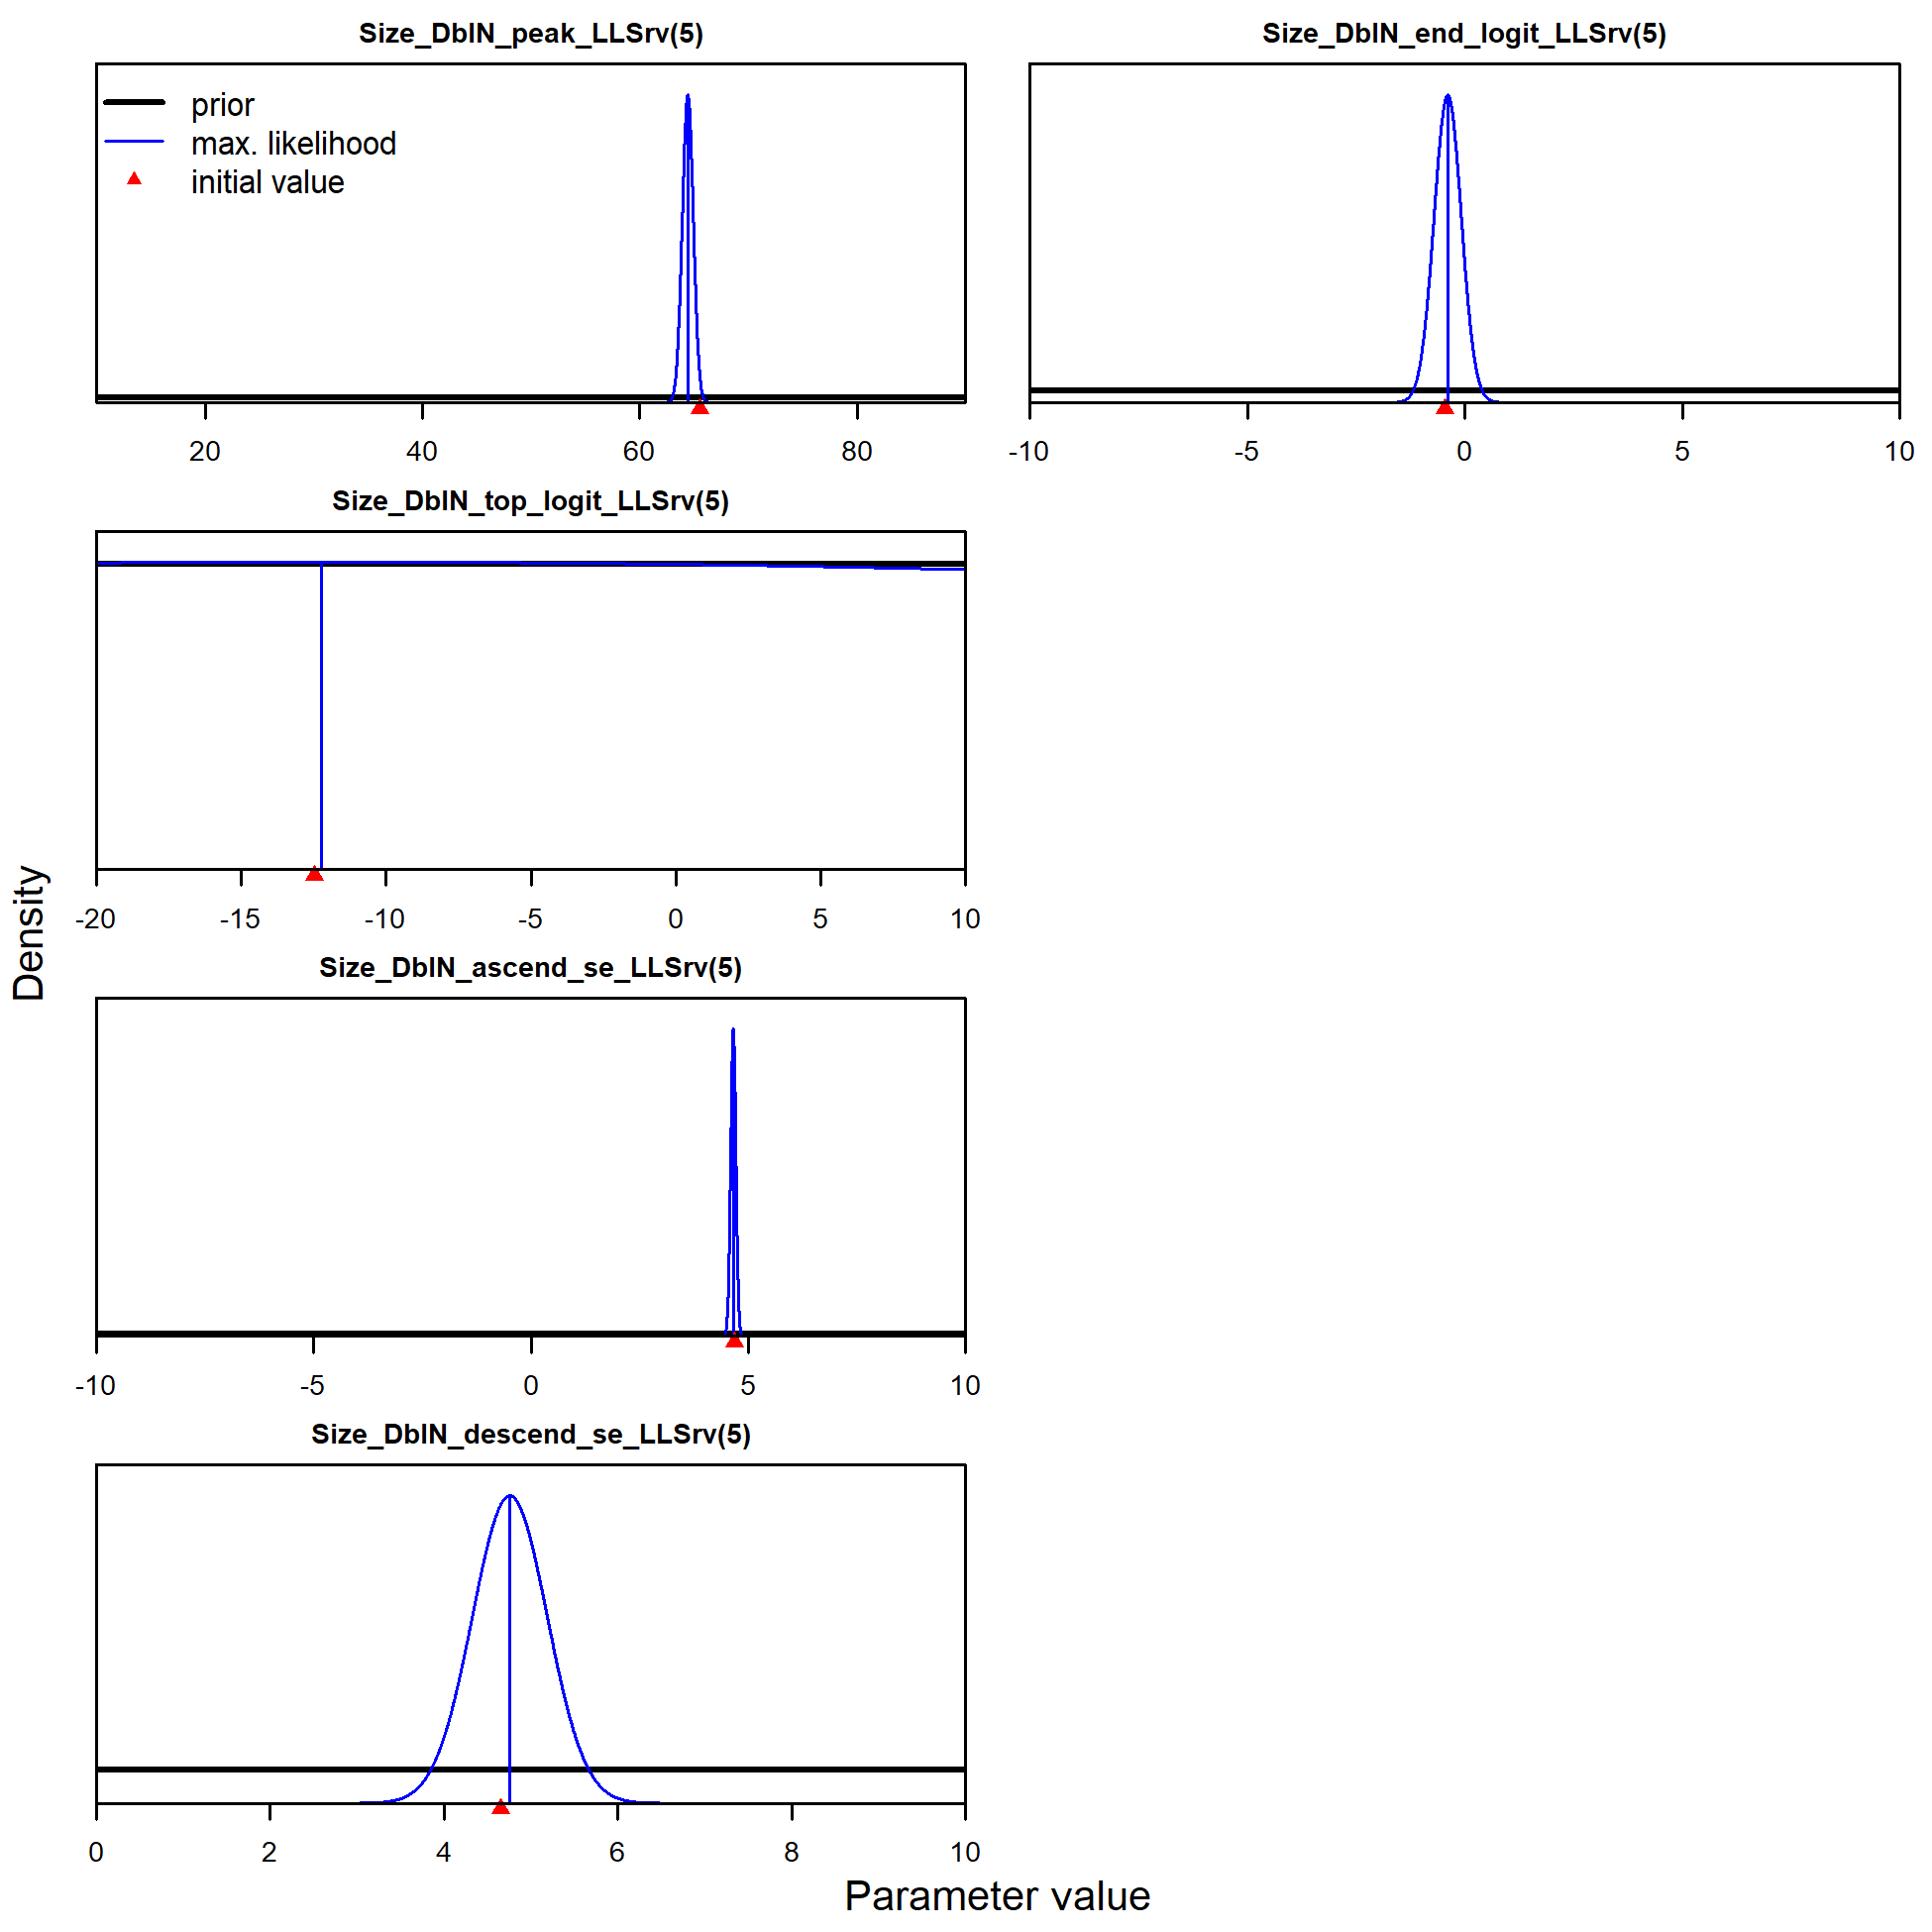 Size_DblN_peak_LLSrv(5)
prior
max. likelihood
initial value
20 40 60 80
Size_DblN_end_logit_LLSrv(5)
-10 -5 0 5 10
Size_DblN_top_logit_LLSrv(5)
-20 -15 -10 -5 0 5 10
Size_DblN_ascend_se_LLSrv(5)
-10 -5 0 5 10
Size_DblN_descend_se_LLSrv(5)
0 2 4 6 8 10
Density
Parameter value